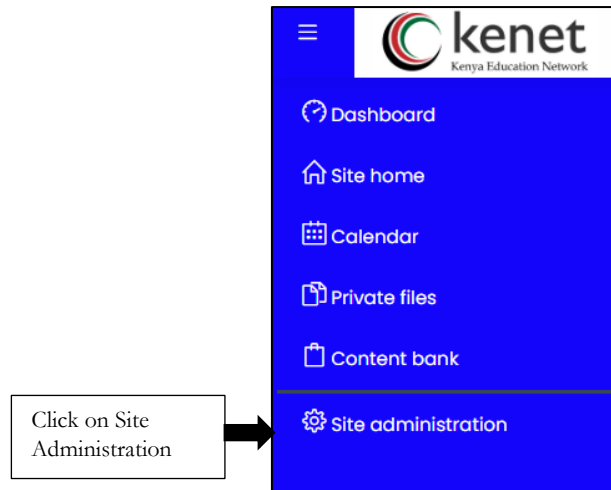 kenet
Kenya Education Network
Dashboard
Site home
Calendar
Private files
Content bank
Click on Site
Administration
Site administration